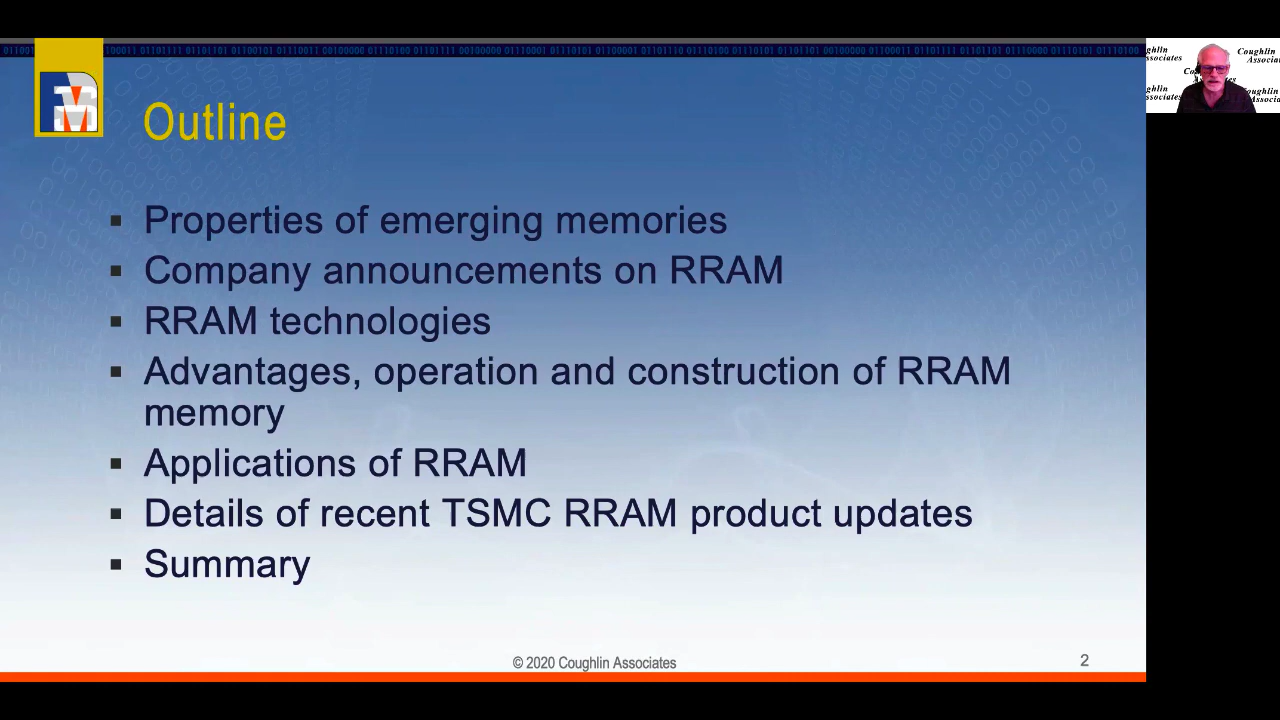 Outline
▪ Properties of emerging memories
▪ Company announcements on RRAM
▪ RRAM technologies
▪ Advantages, operation and construction of RRAM
memory
▪ Applications of RRAM
▪ Details of recent TSMC RRAM product updates
▪ Summary
© 2020 Coughlin Associates
2
Coughlin